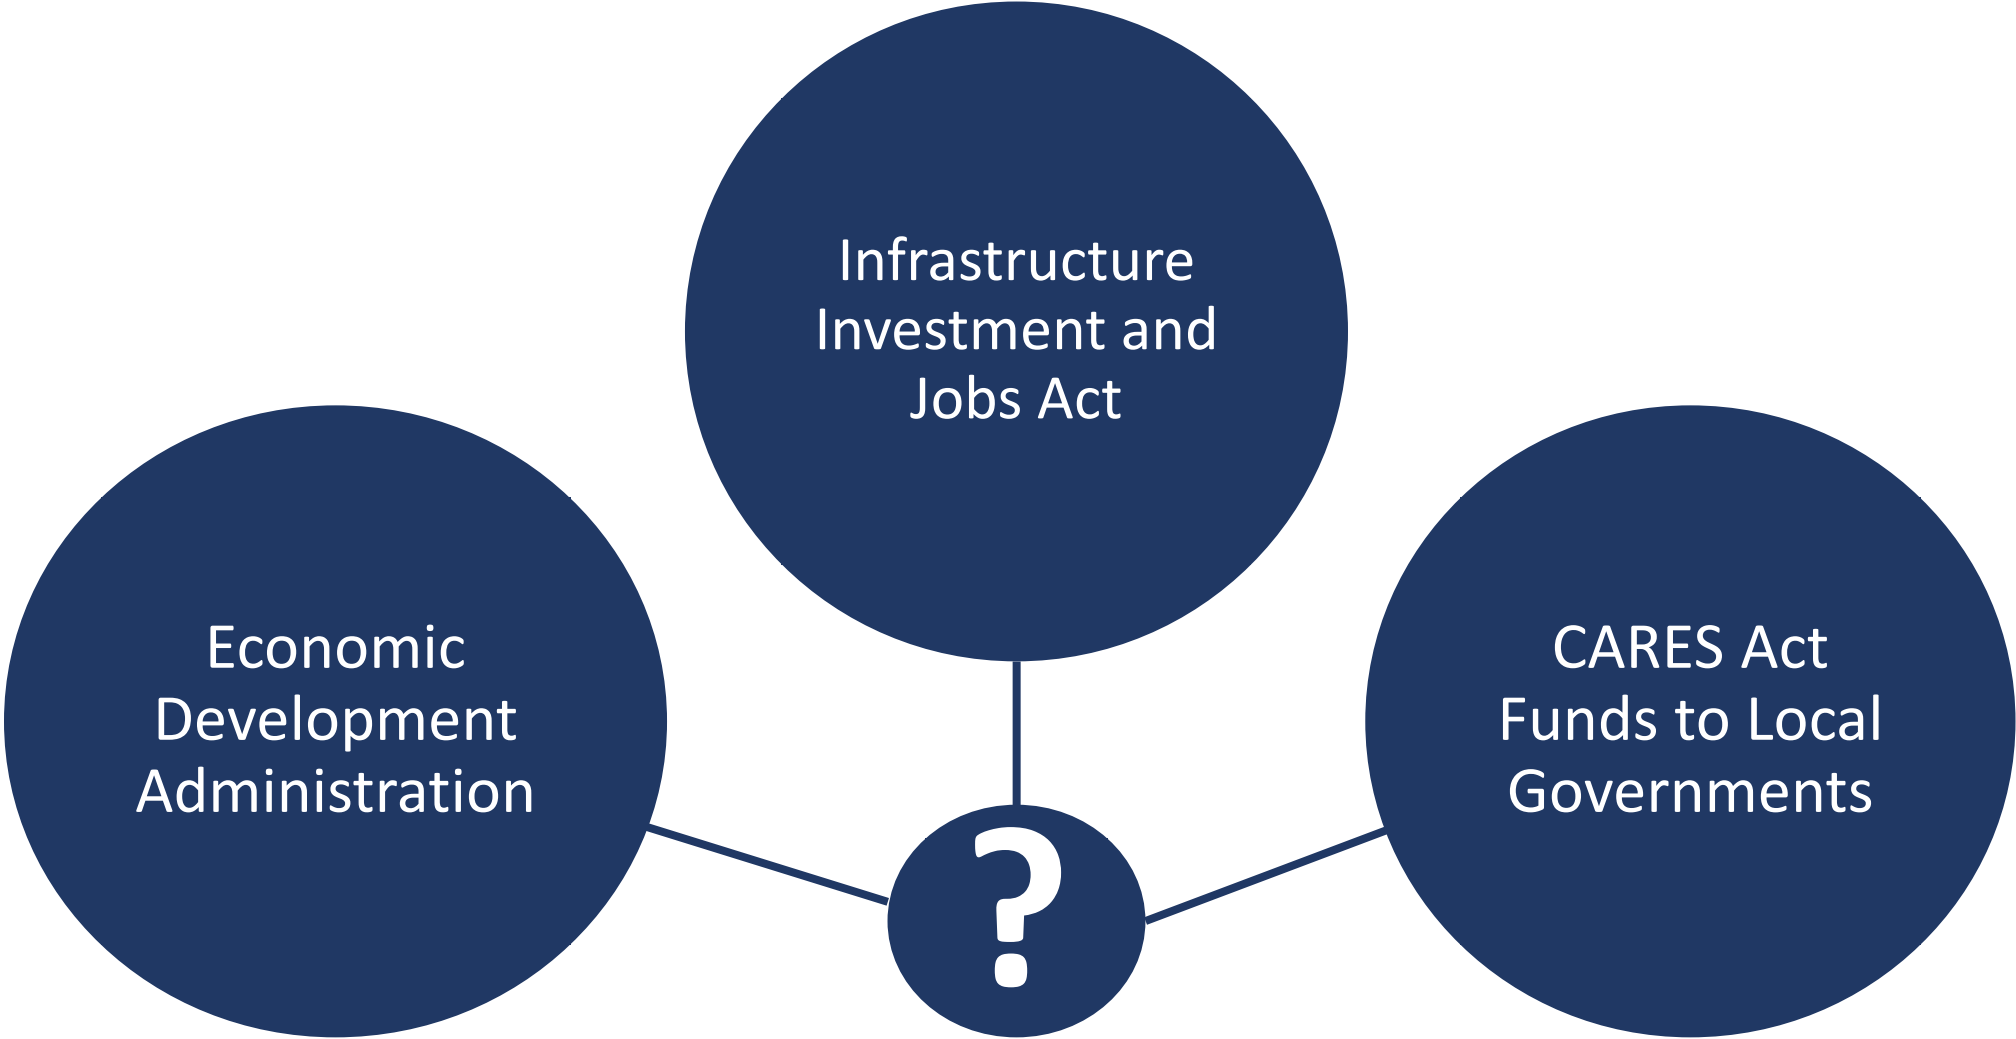 Infrastructure
Investment and
Jobs Act
Economic
Development
Administration
CARES Act
Funds to Local
Governments
?